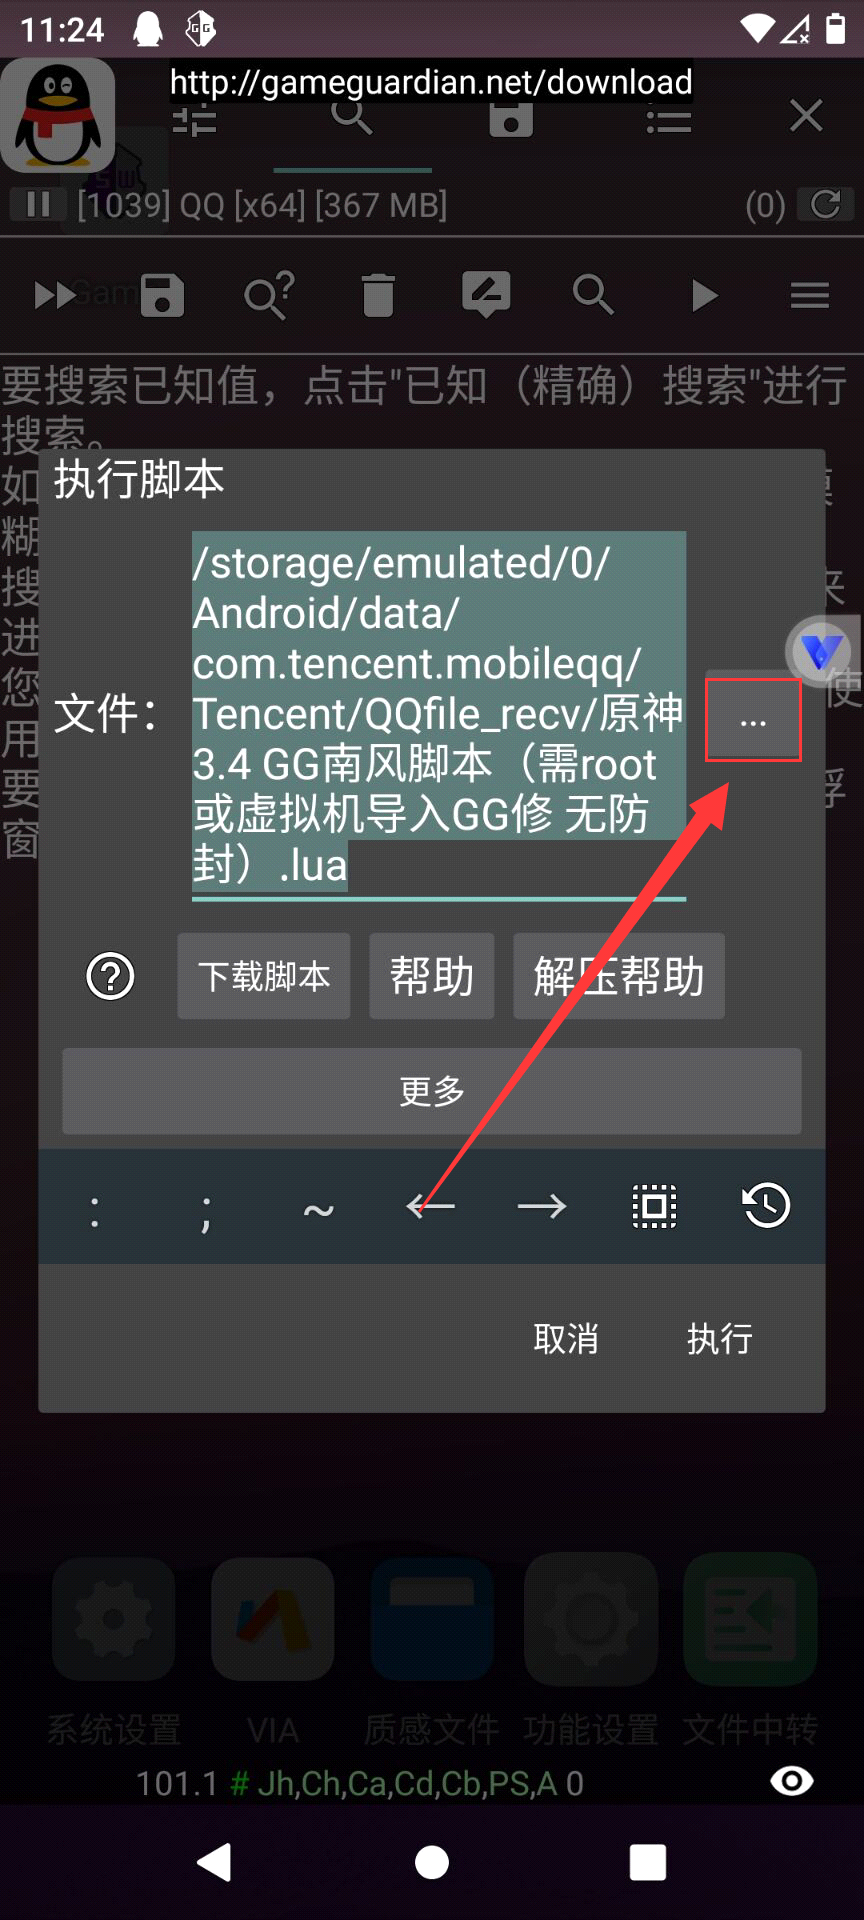 11:24
http://gameguardian.net/download
[1039] QQ [x64] [367 MB]
(0)
Gam
要搜索已知值，点击"已知（精确）搜索"进行
搜索。
如
糊
搜
来
进
您
使
用
要
浮
窗
执行脚本
文件：
/storage/emulated/0/
Android/data/
com.tencent.mobileqq/
Tencent/QQfile_recv/原神
3.4 GG南风脚本（需root
或虚拟机导入GG修 无防
封）.lua
...
下载脚本
帮助
解压帮助
更多
: ; ~ ← →
取消
执行
系统设置
VIA
质感文件
功能设置
文件中转
101.1 # Jh,Ch,Ca,Cd,Cb,PS,A 0